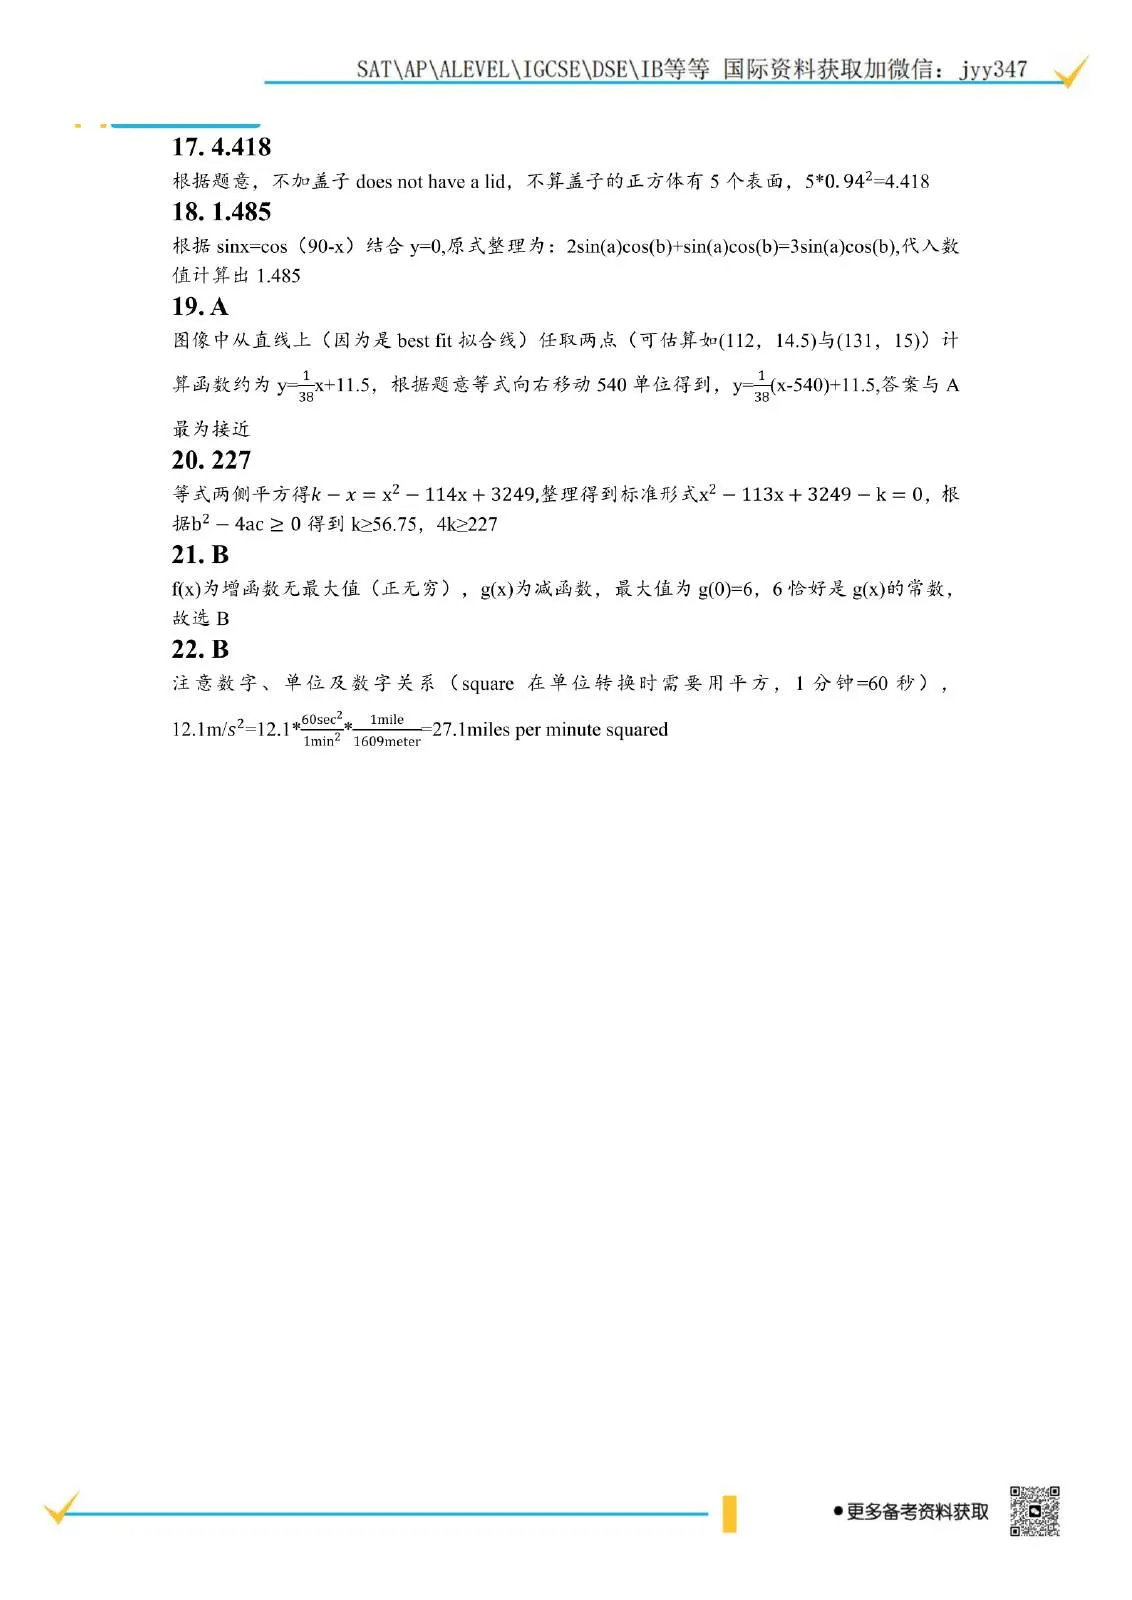 SAT\AP\ALEVEL\IGCSE\DSE\IB等等 国际资料获取加微信：jyy347
17. 4.418
根据题意，不加盖子 does not have a lid，不算盖子的正方体有 5 个表面，5*0.94²=4.418
18. 1.485
根据 sinx=cos（90-x）结合 y=0,原式整理为：2sin(a)cos(b)+sin(a)cos(b)=3sin(a)cos(b),代入数
值计算出 1.485
19. A
图像中从直线上（因为是 best fit 拟合线）任取两点（可估算如(112，14.5)与(131，15)）计
算函数约为 y=1/38x+11.5，根据题意等式向右移动 540 单位得到，y=1/38(x-540)+11.5,答案与 A
最为接近
20. 227
等式两侧平方得k − x = x² − 114x + 3249,整理得到标准形式x² − 113x + 3249 − k = 0，根
据b² − 4ac ≥ 0 得到 k≥56.75，4k≥227
21. B
f(x)为增函数无最大值（正无穷），g(x)为减函数，最大值为 g(0)=6，6 恰好是 g(x)的常数，
故选 B
22. B
注意数字、单位及数字关系（square 在单位转换时需要用平方，1 分钟=60 秒），
12.1m/s²=12.1*60sec²/1min²*1mile/1609meter=27.1miles per minute squared
●更多备考资料获取